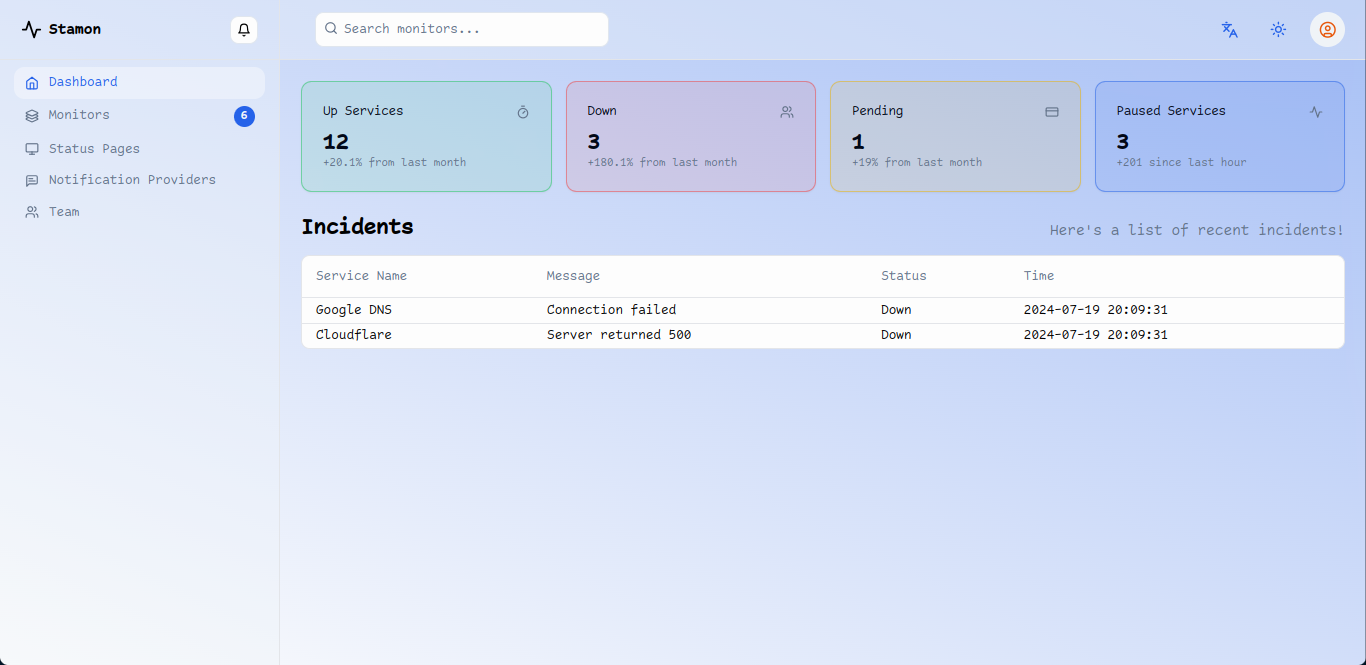 Stamon
Search monitors...
Dashboard
Monitors 6
Status Pages
Notification Providers
Team
Up Services
12
+20.1% from last month
Down
3
+180.1% from last month
Pending
1
+19% from last month
Paused Services
3
+201 since last hour
Incidents
Here's a list of recent incidents!
Service Name Message Status Time
Google DNS Connection failed Down 2024-07-19 20:09:31
Cloudflare Server returned 500 Down 2024-07-19 20:09:31